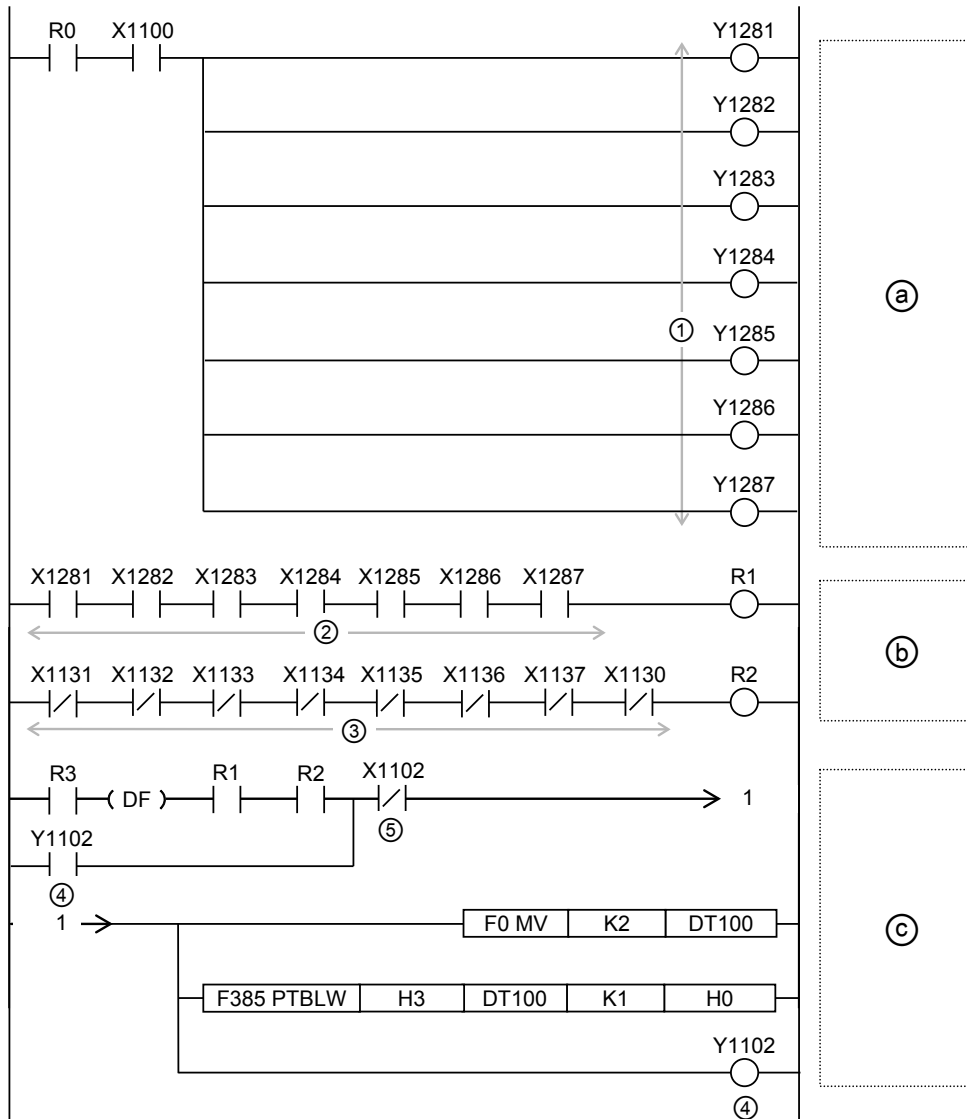 R0 X1100 Y1281
Y1282
Y1283
Y1284
ⓐ
① Y1285
Y1286
Y1287
X1281 X1282 X1283 X1284 X1285 X1286 X1287 R1
②
ⓑ
X1131 X1132 X1133 X1134 X1135 X1136 X1137 X1130 R2
③
R3 R1 R2 X1102
( DF ) 1
⑤
Y1102
④
1 F0 MV K2 DT100
ⓒ
F385 PTBLW H3 DT100 K1 H0
Y1102
④